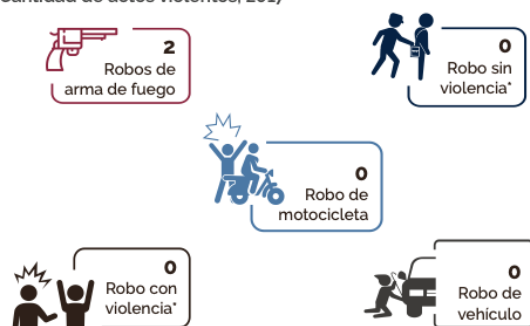 2
Robos de
arma de fuego
0
Robo sin
violencia*
0
Robo de
motocicleta
0
Robo con
violencia*
0
Robo de
vehículo